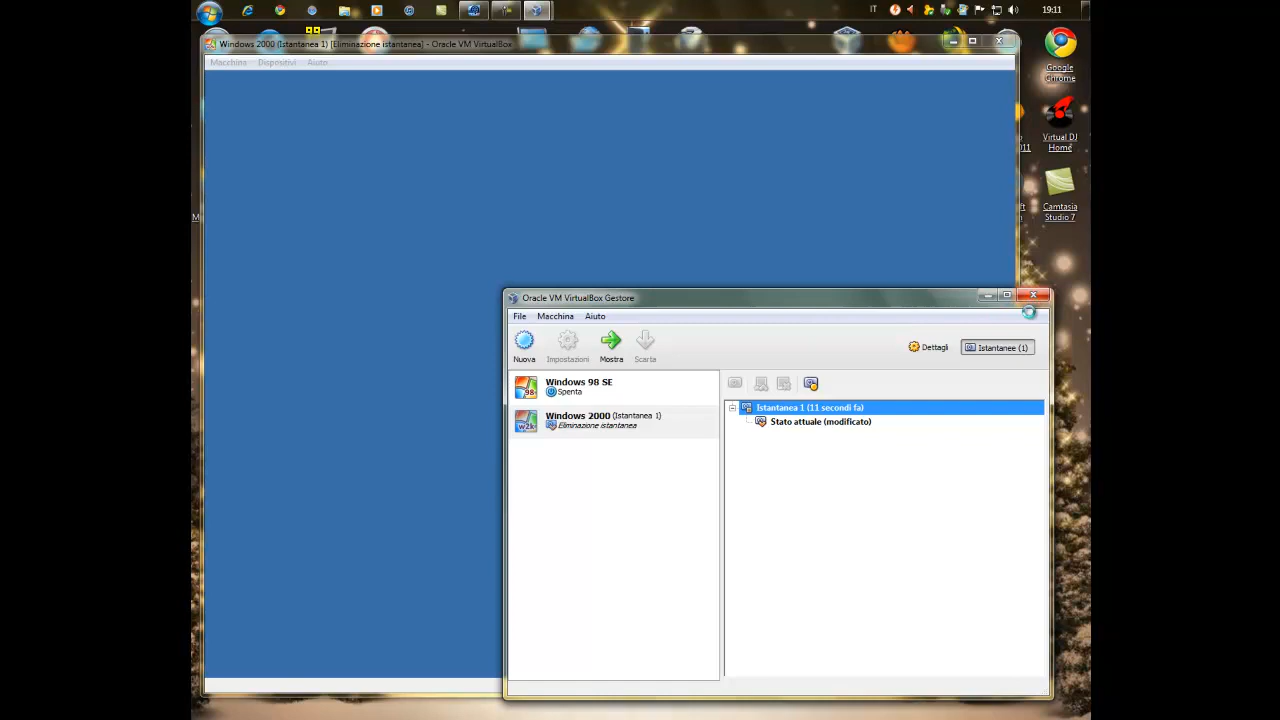 IT
19:11
Windows 2000 (Istantanea 1) [Eliminazione istantanea] - Oracle VM VirtualBox
Macchina Dispositivi Aiuto
Google
Chrome
Virtual DJ
Home
011
Camtasia
Studio 7
M
Oracle VM VirtualBox Gestore
File Macchina Aiuto
Nuova Impostazioni Mostra Scarta
Dettagli Istantanee (1)
Windows 98 SE
Spenta
Windows 2000 (Istantanea 1)
Eliminazione istantanea
Istantanea 1 (11 secondi fa)
Stato attuale (modificato)